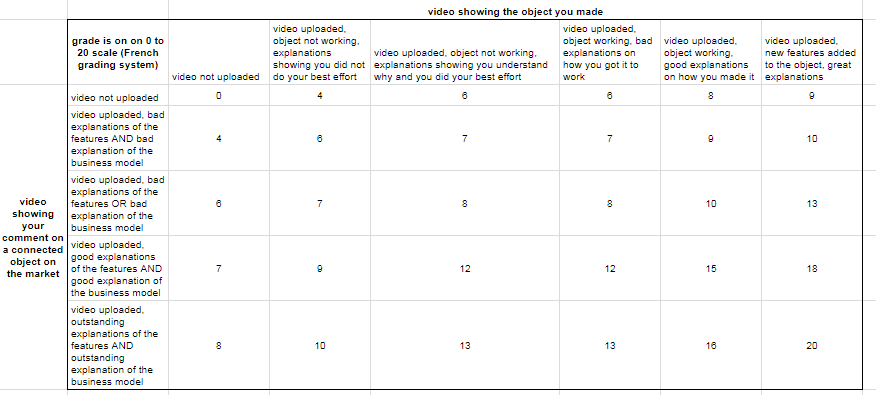 video showing the object you made
grade is on on 0 to
20 scale (French
grading system)
video not uploaded
video uploaded,
object not working,
explanations
showing you did not
do your best effort
video uploaded, object not working,
explanations showing you understand
why and you did your best effort
video uploaded,
object working, bad
explanations on
how you got it to
work
video uploaded,
object working,
good explanations
on how you made it
video uploaded,
new features added
to the object, great
explanations
video showing
your
comment on
a connected
object on
the market
video not uploaded
0 4 6 6 8 9
video uploaded, bad
explanations of the
features AND bad
explanation of the
business model
4 6 7 7 9 10
video uploaded, bad
explanations of the
features OR bad
explanation of the
business model
6 7 8 8 10 13
video uploaded,
good explanations
of the features AND
good explanation of
the business model
7 9 12 12 15 18
video uploaded,
outstanding
explanations of the
features AND
outstanding
explanation of the
business model
8 10 13 13 16 20